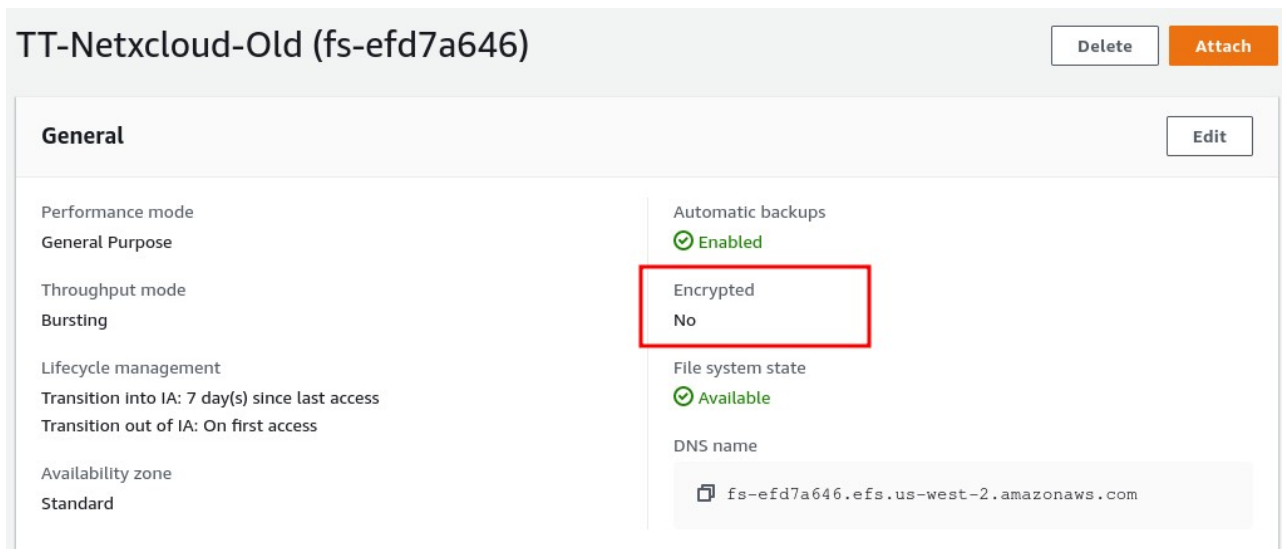 TT-Netxcloud-Old (fs-efd7a646)
Delete
Attach
General
Edit
Performance mode
General Purpose
Throughput mode
Bursting
Lifecycle management
Transition into IA: 7 day(s) since last access
Transition out of IA: On first access
Availability zone
Standard
Automatic backups
Enabled
Encrypted
No
File system state
Available
DNS name
fs-efd7a646.efs.us-west-2.amazonaws.com